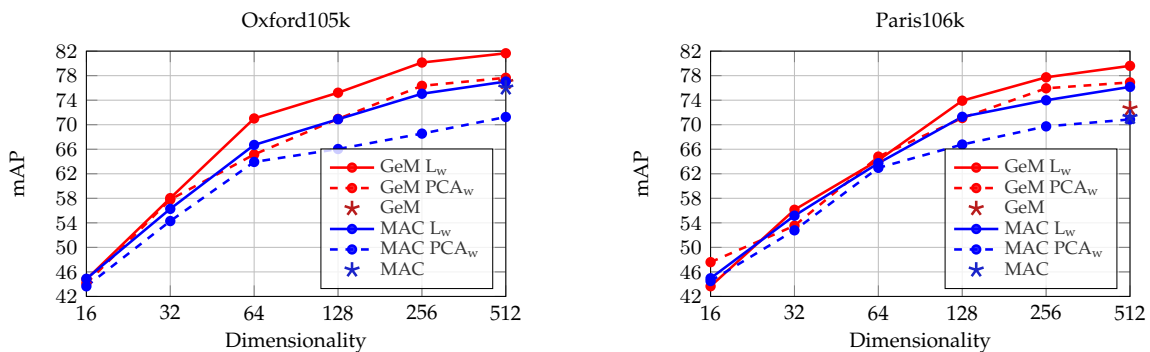 Oxford105k
82
78
74
70
66
62
58
54
50
46
42
mAP
16 32 64 128 256 512
Dimensionality
GeM Lw
GeM PCAw
GeM
MAC Lw
MAC PCAw
MAC
Paris106k
82
78
74
70
66
62
58
54
50
46
42
mAP
16 32 64 128 256 512
Dimensionality
GeM Lw
GeM PCAw
GeM
MAC Lw
MAC PCAw
MAC